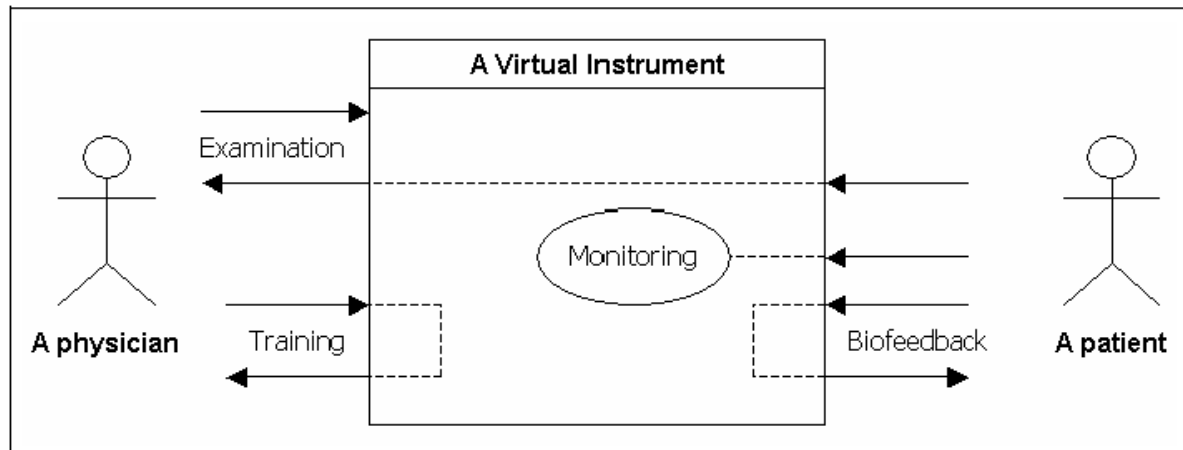 A Virtual Instrument
Examination
Monitoring
A physician
Training
Biofeedback
A patient